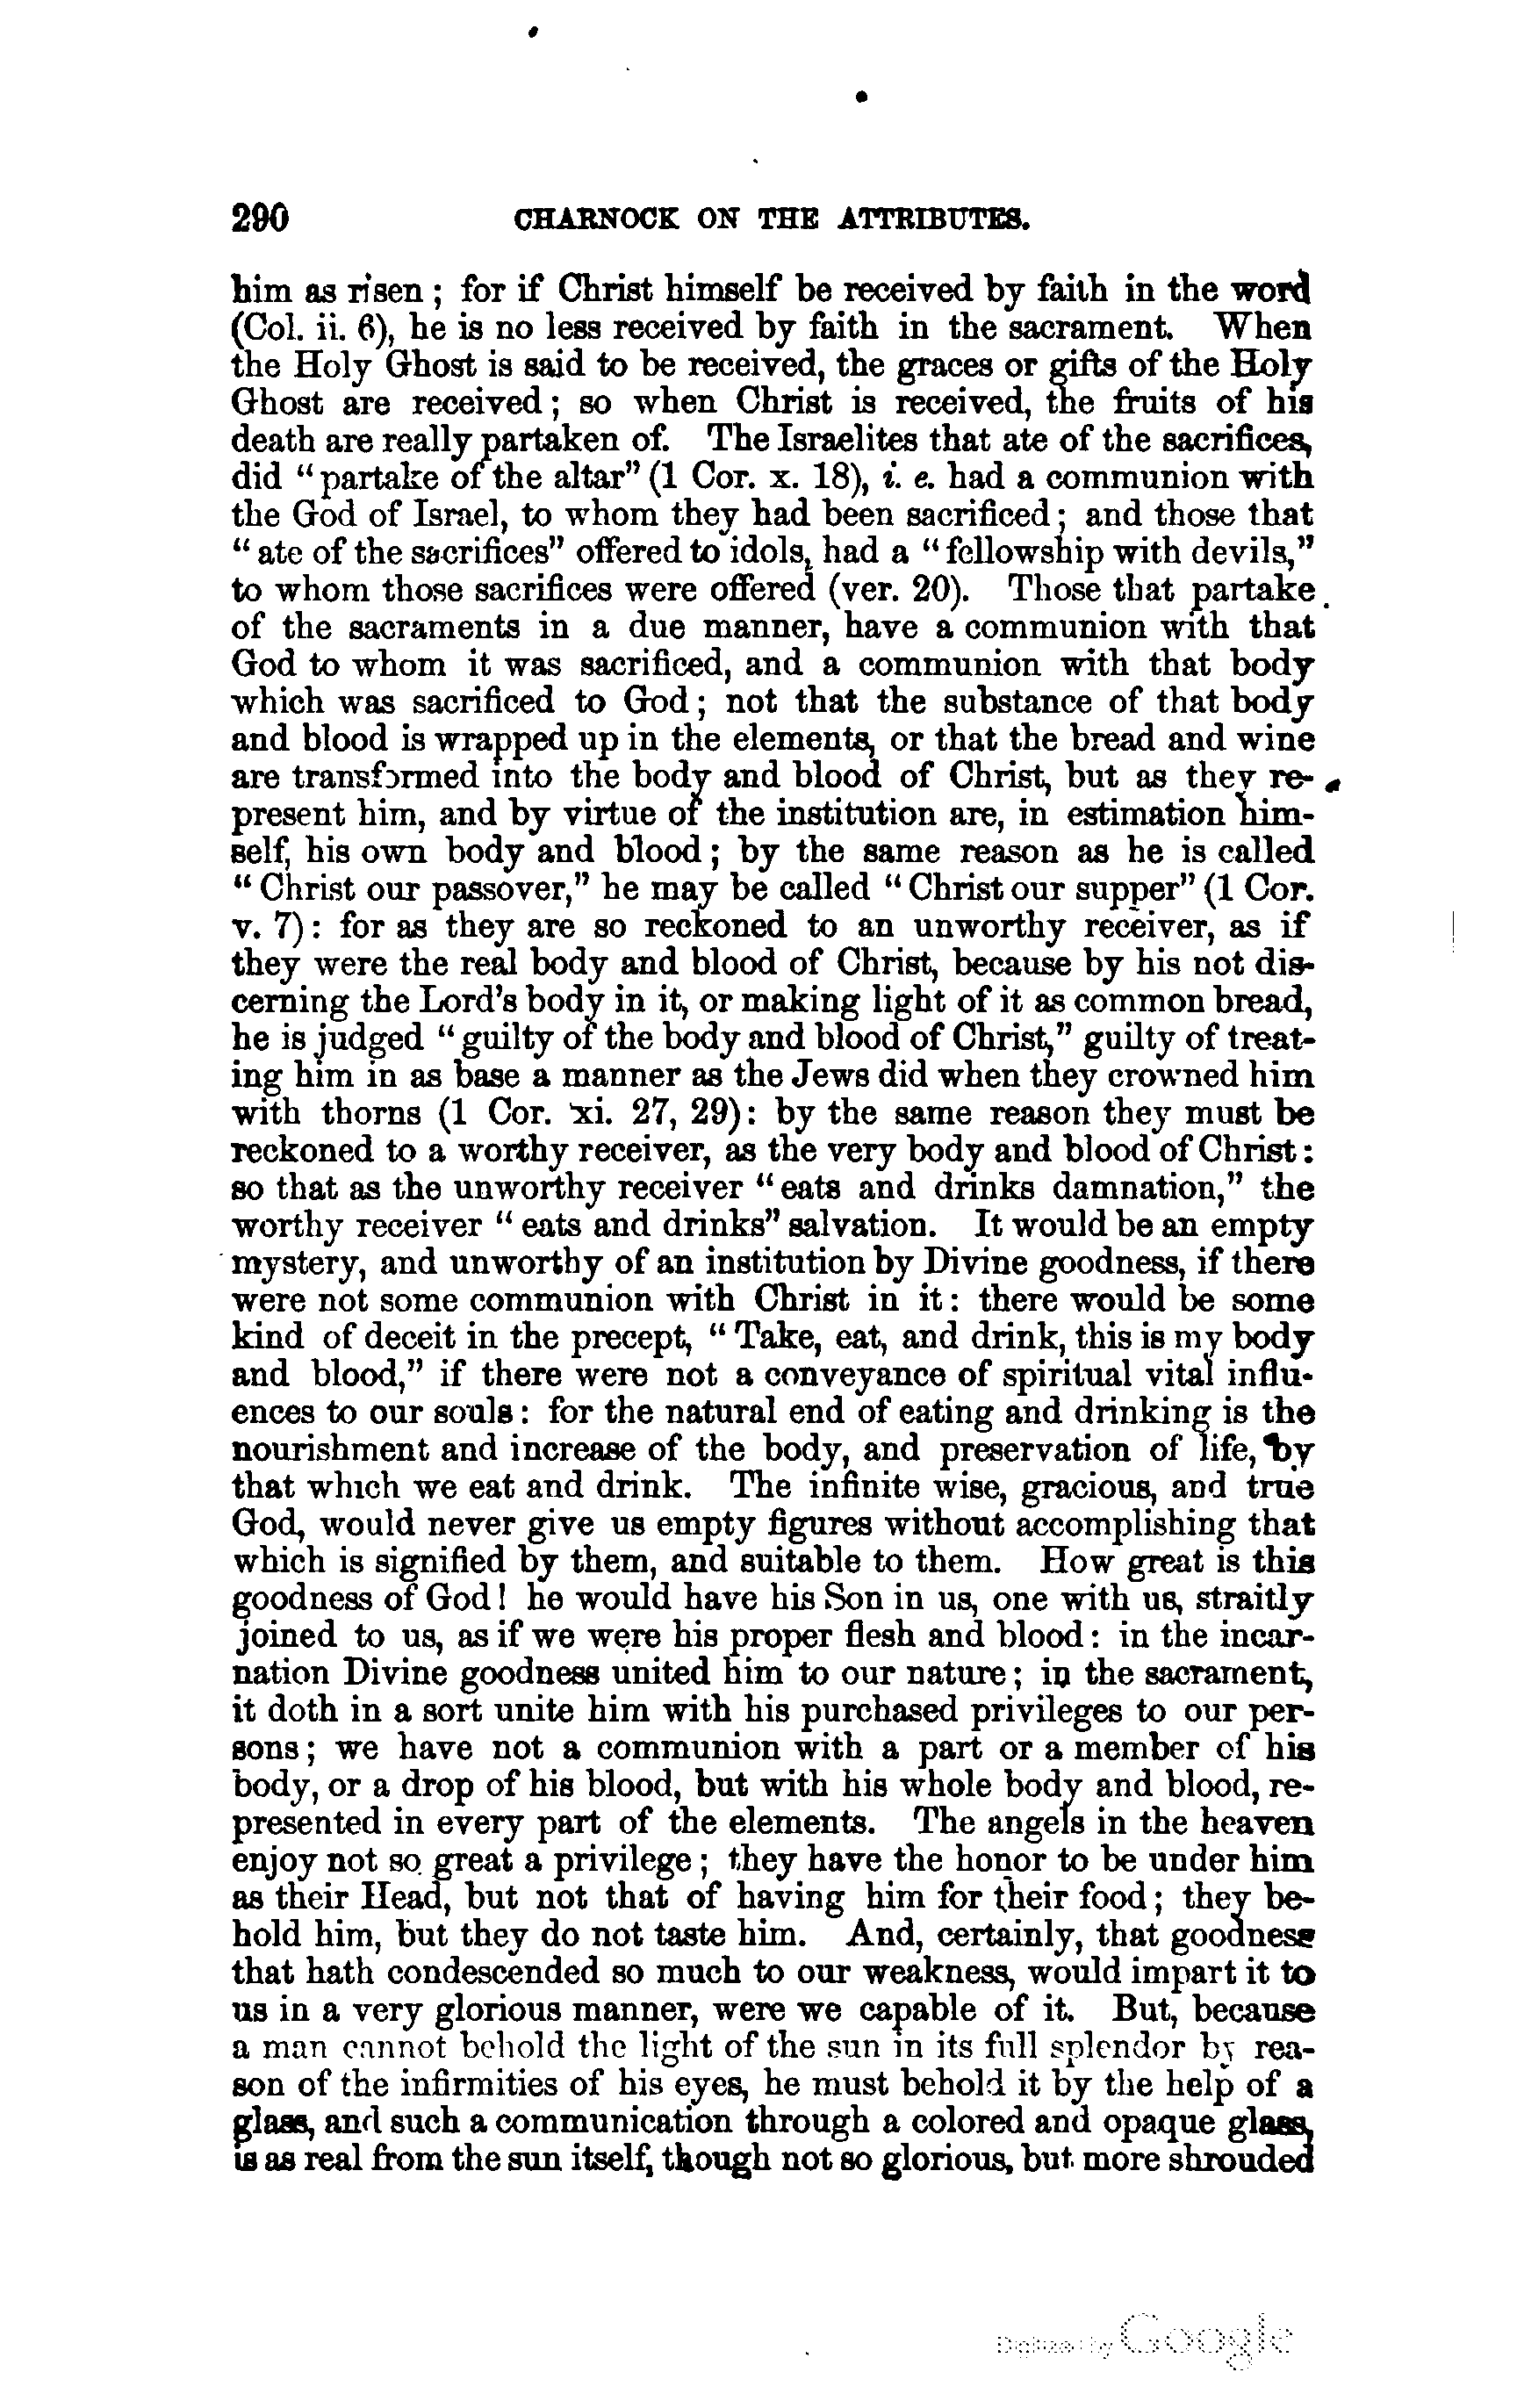 290 CHARNOCK ON THE ATTRIBUTES.
him as risen; for if Christ himself be received by faith in the word
(Col. ii. 6), he is no less received by faith in the sacrament. When
the Holy Ghost is said to be received, the graces or gifts of the Holy
Ghost are received; so when Christ is received, the fruits of his
death are really partaken of. The Israelites that ate of the sacrifices,
did "partake of the altar" (1 Cor. x. 18), i. e. had a communion with
the God of Israel, to whom they had been sacrificed; and those that
"ate of the sacrifices" offered to idols, had a "fellowship with devils,"
to whom those sacrifices were offered (ver. 20). Those that partake
of the sacraments in a due manner, have a communion with that
God to whom it was sacrificed, and a communion with that body
which was sacrificed to God; not that the substance of that body
and blood is wrapped up in the elements, or that the bread and wine
are transformed into the body and blood of Christ, but as they re-
present him, and by virtue of the institution are, in estimation him-
self, his own body and blood; by the same reason as he is called
"Christ our passover," he may be called "Christ our supper" (1 Cor.
v. 7): for as they are so reckoned to an unworthy receiver, as if
they were the real body and blood of Christ, because by his not dis-
cerning the Lord's body in it, or making light of it as common bread,
he is judged "guilty of the body and blood of Christ," guilty of treat-
ing him in as base a manner as the Jews did when they crowned him
with thorns (1 Cor. xi. 27, 29): by the same reason they must be
reckoned to a worthy receiver, as the very body and blood of Christ:
so that as the unworthy receiver "eats and drinks damnation," the
worthy receiver "eats and drinks" salvation. It would be an empty
mystery, and unworthy of an institution by Divine goodness, if there
were not some communion with Christ in it: there would be some
kind of deceit in the precept, "Take, eat, and drink, this is my body
and blood," if there were not a conveyance of spiritual vital influ-
ences to our souls: for the natural end of eating and drinking is the
nourishment and increase of the body, and preservation of life, by
that which we eat and drink. The infinite wise, gracious, and true
God, would never give us empty figures without accomplishing that
which is signified by them, and suitable to them. How great is this
goodness of God! he would have his Son in us, one with us, straitly
joined to us, as if we were his proper flesh and blood: in the incar-
nation Divine goodness united him to our nature; in the sacrament,
it doth in a sort unite him with his purchased privileges to our per-
sons; we have not a communion with a part or a member of his
body, or a drop of his blood, but with his whole body and blood, re-
presented in every part of the elements. The angels in the heaven
enjoy not so great a privilege; they have the honor to be under him
as their Head, but not that of having him for their food; they be-
hold him, but they do not taste him. And, certainly, that goodness
that hath condescended so much to our weakness, would impart it to
us in a very glorious manner, were we capable of it. But, because
a man cannot behold the light of the sun in its full splendor by rea-
son of the infirmities of his eyes, he must behold it by the help of a
glass, and such a communication through a colored and opaque glass,
is as real from the sun itself, though not so glorious, but more shrouded
Digitized by Google